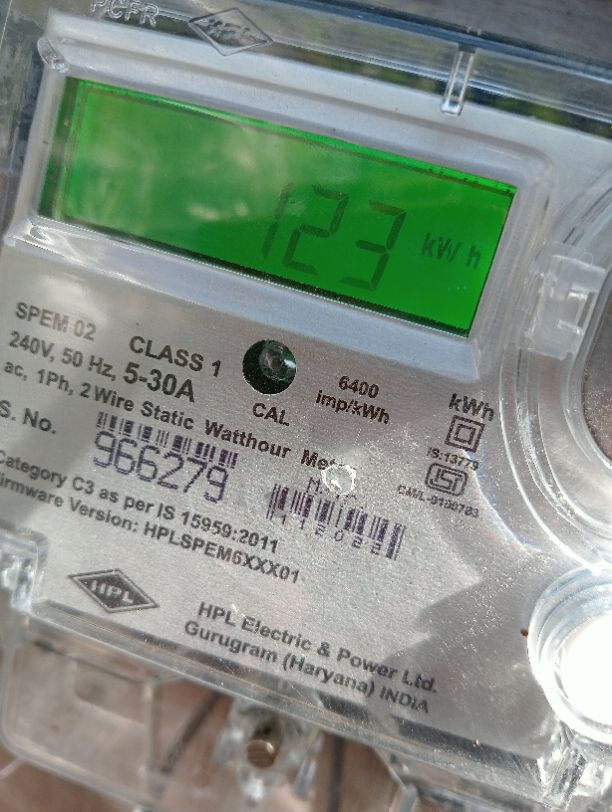 PCFR
123 kWh
SPEM 02
CLASS 1
240V, 50 Hz, 5-30A
ac, 1Ph, 2 Wire Static Watthour
CAL
6400
imp/kWh
kWh
IS:13779
S. No.
966279
Category C3 as per IS 15959:2011
Firmware Version: HPLSPEM6XXX01
HPL
HPL Electric & Power Ltd.
Gurugram (Haryana) INDIA